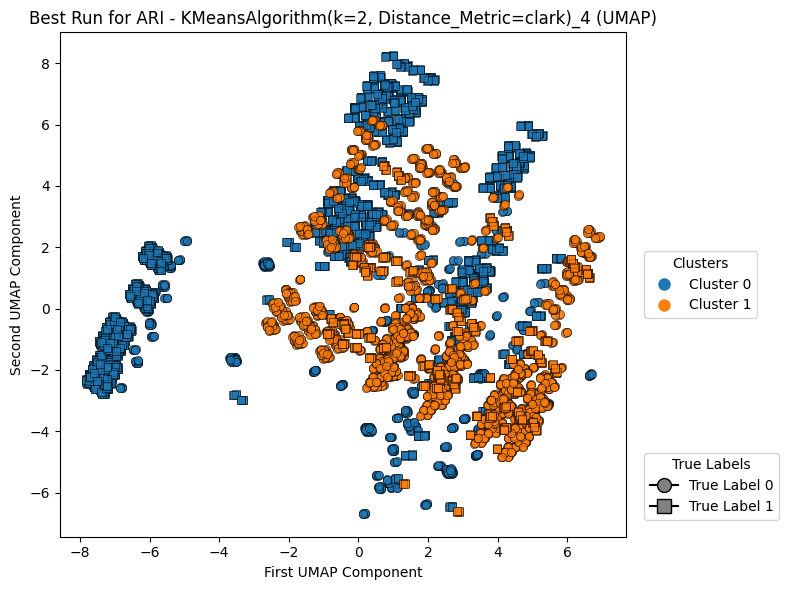 Best Run for ARI - KMeansAlgorithm(k=2, Distance_Metric=clark)_4 (UMAP)
8
6
4
2
0
−2
−4
−6
Second UMAP Component
−8
−6
−4
−2
0
2
4
6
First UMAP Component
Clusters
Cluster 0
Cluster 1
True Labels
True Label 0
True Label 1